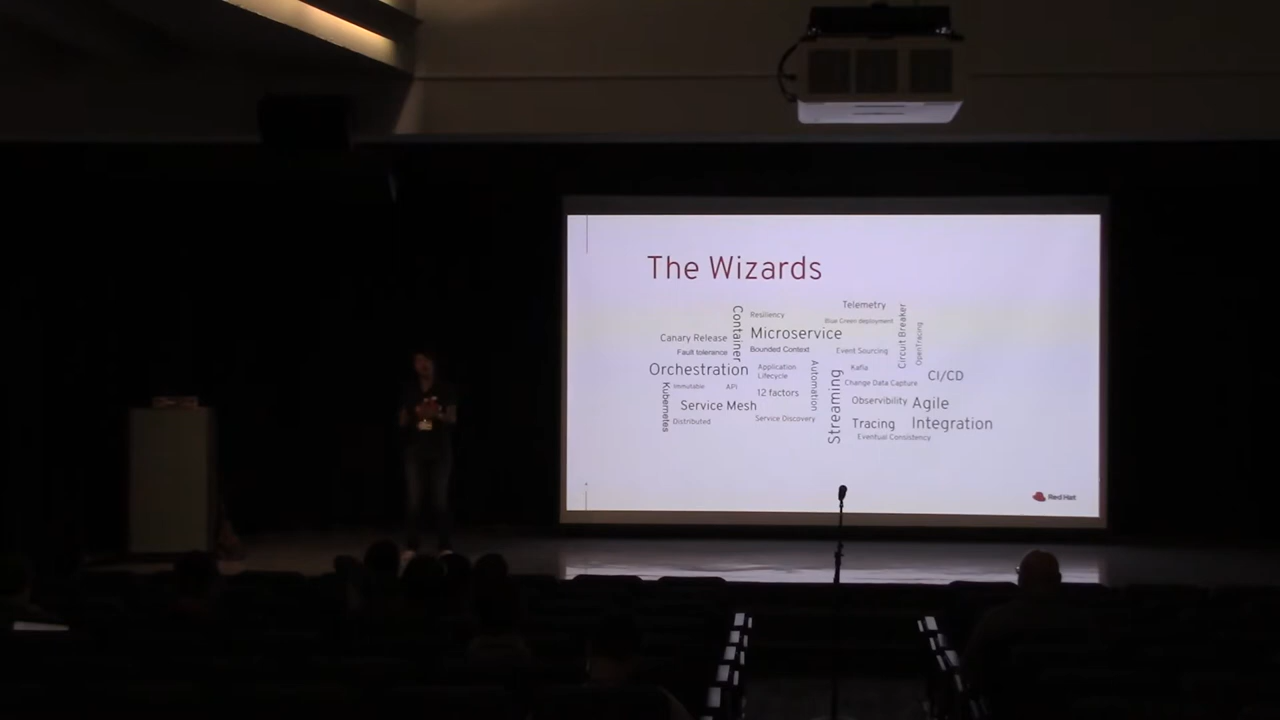 The Wizards
Telemetry
Container
Resiliency
Blue Green deployment
Circuit Breaker
OpenTracing
Canary Release
Microservice
Fault tolerance
Bounded Context
Event Sourcing
Orchestration
Application
Lifecycle
Automation
Streaming
Kafla
CI/CD
Kubernetes
Immutable
API
12 factors
Change Data Capture
Service Mesh
Observability
Agile
Distributed
Service Discovery
Tracing
Integration
Eventual Consistency
Red Hat